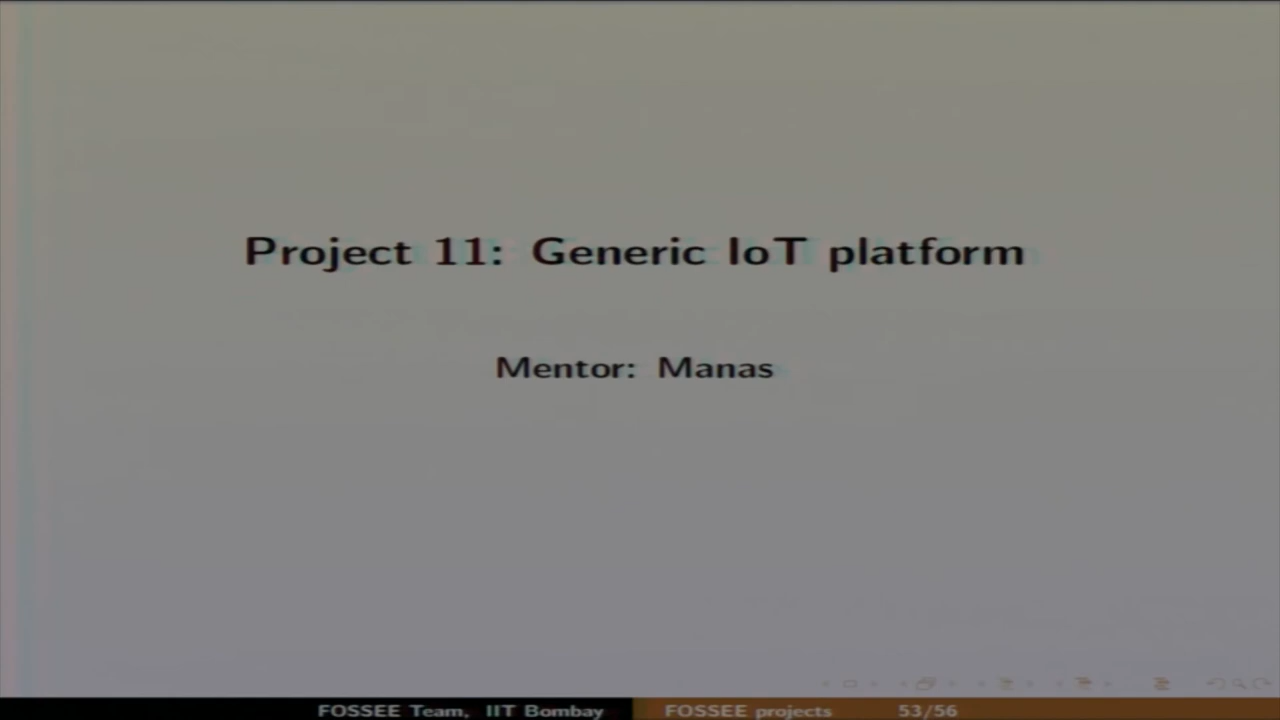 Project 11: Generic IoT platform
Mentor: Manas
FOSSEE Team, IIT Bombay FOSSEE projects 53/56